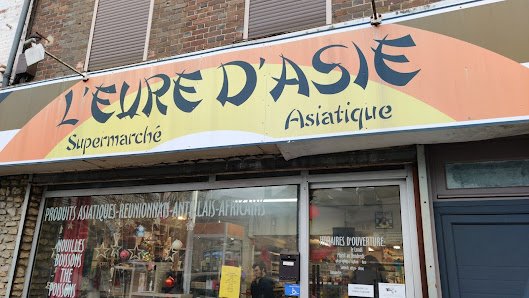 L'EURE D'ASIE
Supermarché Asiatique
PRODUITS ASIATIQUES-REUNIONNAIS-ANTILLAIS-AFRICAINS
NOUILLES
BOISSONS
THE
POISSONS
HORAIRES D'OUVERTURE